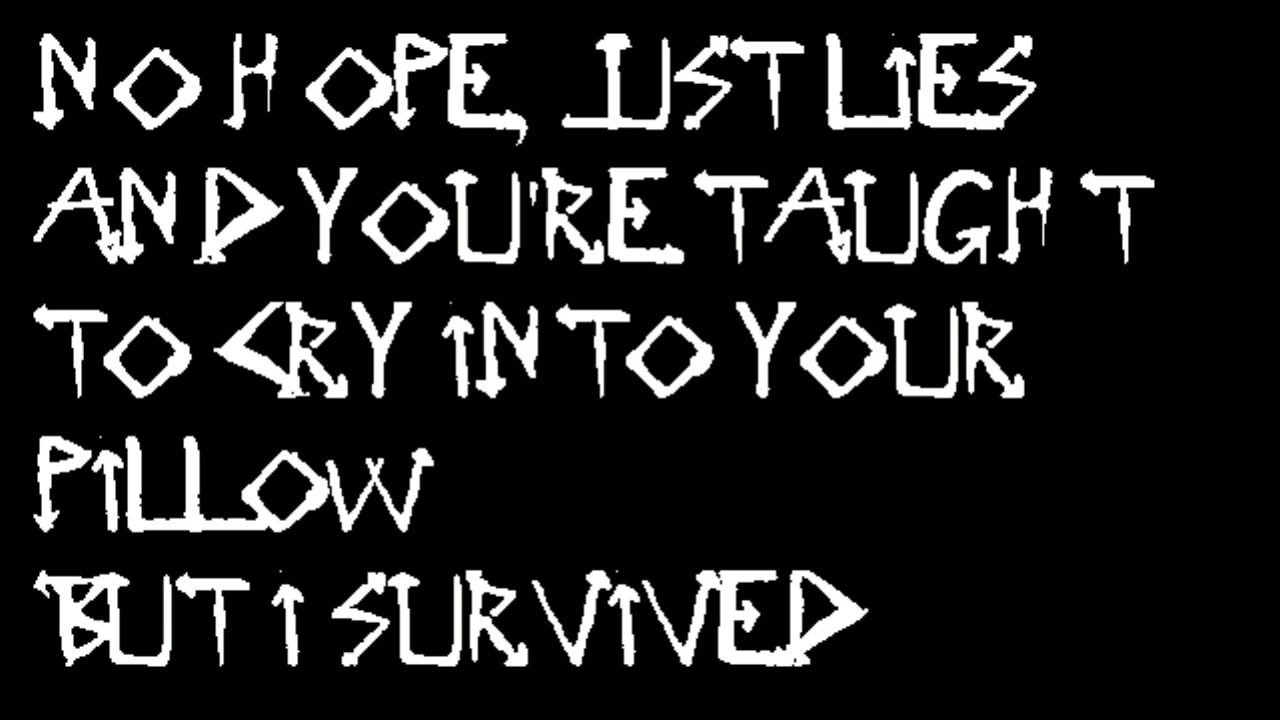 NO HOPE, JUST LIES
AND YOU'RE TAUGHT
TO CRY INTO YOUR
PILLOW
BUT I SURVIVED